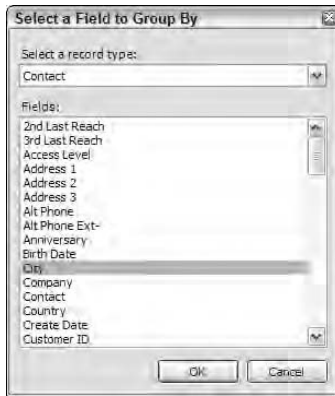 Select a Field to Group By
Select a record type:
Contact
Fields:
2nd Last Reach
3rd Last Reach
Access Level
Address 1
Address 2
Address 3
Alt Phone
Alt Phone Ext-
Anniversary
Birth Date
City
Company
Contact
Country
Create Date
Customer ID
OK
Cancel